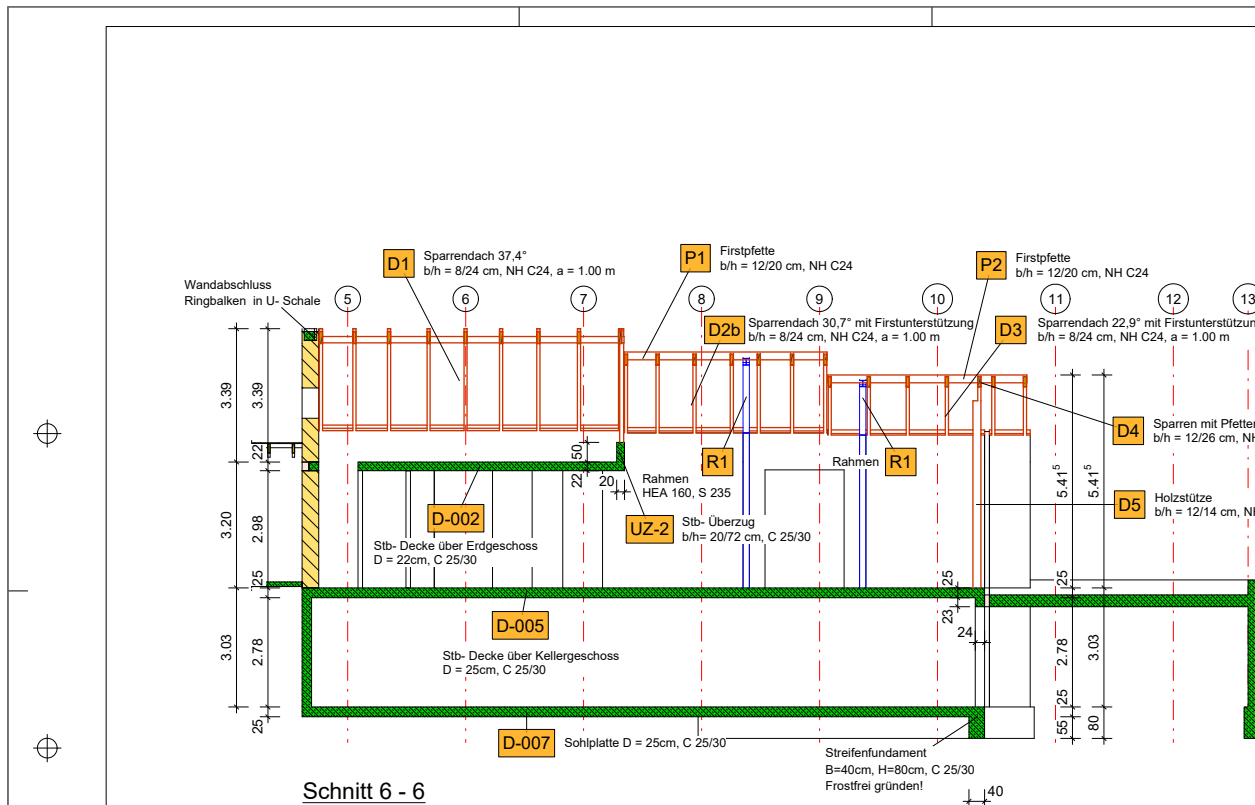 D1
Sparrendach 37,4°
b/h = 8/24 cm, NH C24, a = 1.00 m
P1
Firstpfette
b/h = 12/20 cm, NH C24
P2
Firstpfette
b/h = 12/20 cm, NH C24
Wandabschluss
Ringbalken in U- Schale
5
6
7
8
9
10
11
12
13
D2b
Sparrendach 30,7° mit Firstunterstützung
b/h = 8/24 cm, NH C24, a = 1.00 m
D3
Sparrendach 22,9° mit Firstunterstützun
b/h = 8/24 cm, NH C24, a = 1.00 m
D4
Sparren mit Pfetten
b/h = 12/26 cm, NH
3.39
3.39
22
50
22
20
R1
Rahmen
R1
Rahmen
HEA 160, S 235
5.41⁵
5.41⁵
D5
Holzstütze
b/h = 12/14 cm, NH
D-002
UZ-2
Stb- Überzug
b/h= 20/72 cm, C 25/30
Stb- Decke über Erdgeschoss
D = 22cm, C 25/30
3.20
2.98
25
25
23
24
25
D-005
Stb- Decke über Kellergeschoss
D = 25cm, C 25/30
3.03
2.78
25
2.78
3.03
25
55
80
D-007
Sohlplatte D = 25cm, C 25/30
Streifenfundament
B=40cm, H=80cm, C 25/30
Frostfrei gründen!
40
Schnitt 6 - 6